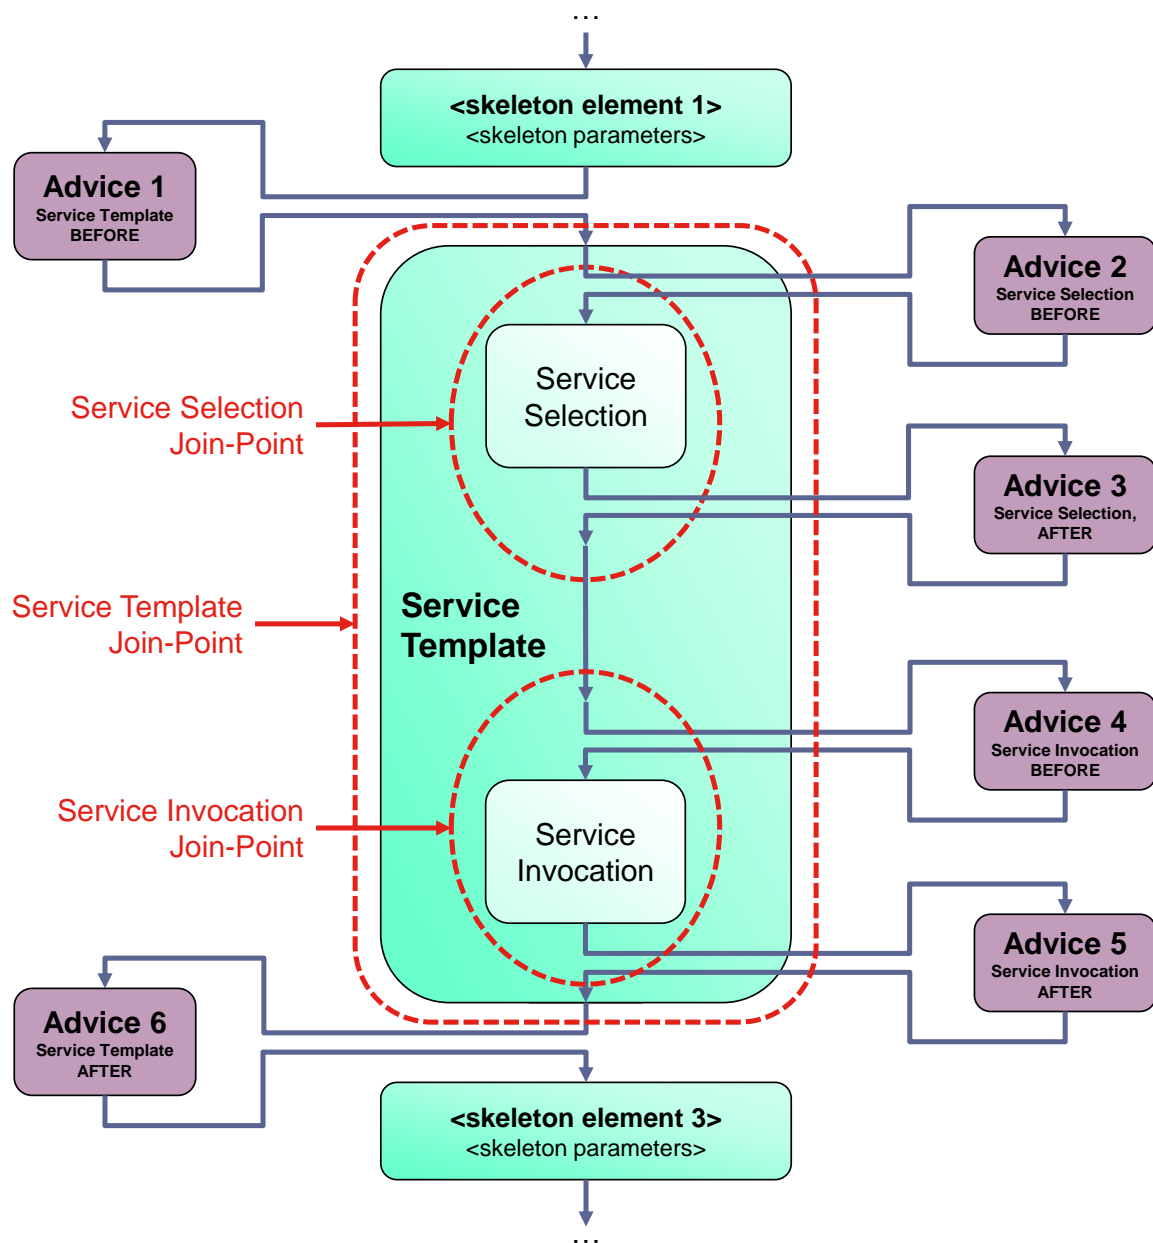 ...
<skeleton element 1>
<skeleton parameters>
Advice 1
Service Template
BEFORE
Advice 2
Service Selection
BEFORE
Service
Selection
Service Selection
Join-Point
Advice 3
Service Selection,
AFTER
Service Template
Join-Point
Service
Template
Advice 4
Service Invocation
BEFORE
Service Invocation
Join-Point
Service
Invocation
Advice 5
Service Invocation
AFTER
Advice 6
Service Template
AFTER
<skeleton element 3>
<skeleton parameters>
...